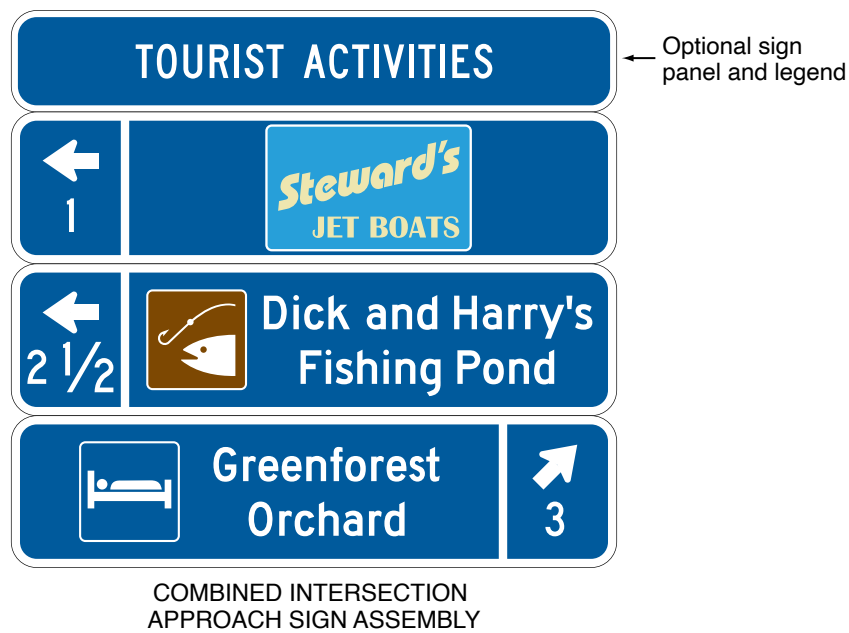 TOURIST ACTIVITIES
Optional sign
panel and legend
1
Steward's
JET BOATS
2 1/2
Dick and Harry's
Fishing Pond
Greenforest
Orchard
3
COMBINED INTERSECTION
APPROACH SIGN ASSEMBLY